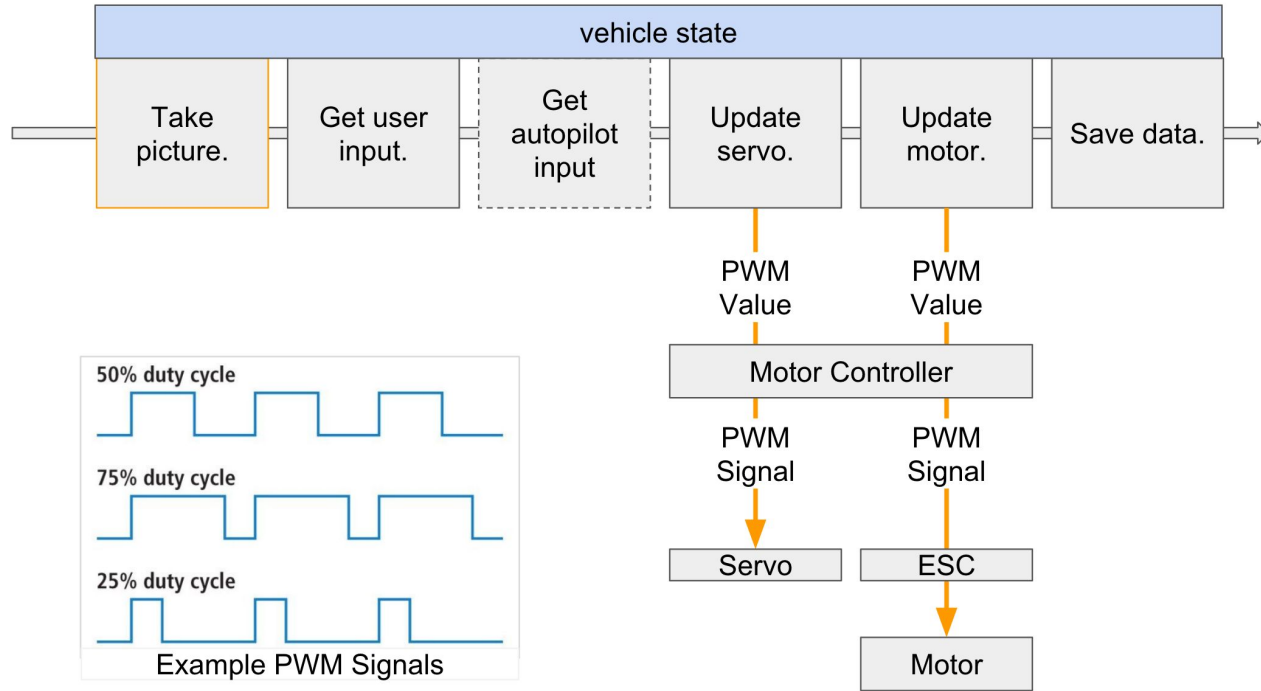 vehicle state
Take
picture.
Get user
input.
Get
autopilot
input
Update
servo.
Update
motor.
Save data.
PWM
Value
PWM
Value
Motor Controller
PWM
Signal
PWM
Signal
Servo
ESC
Motor
50% duty cycle
75% duty cycle
25% duty cycle
Example PWM Signals